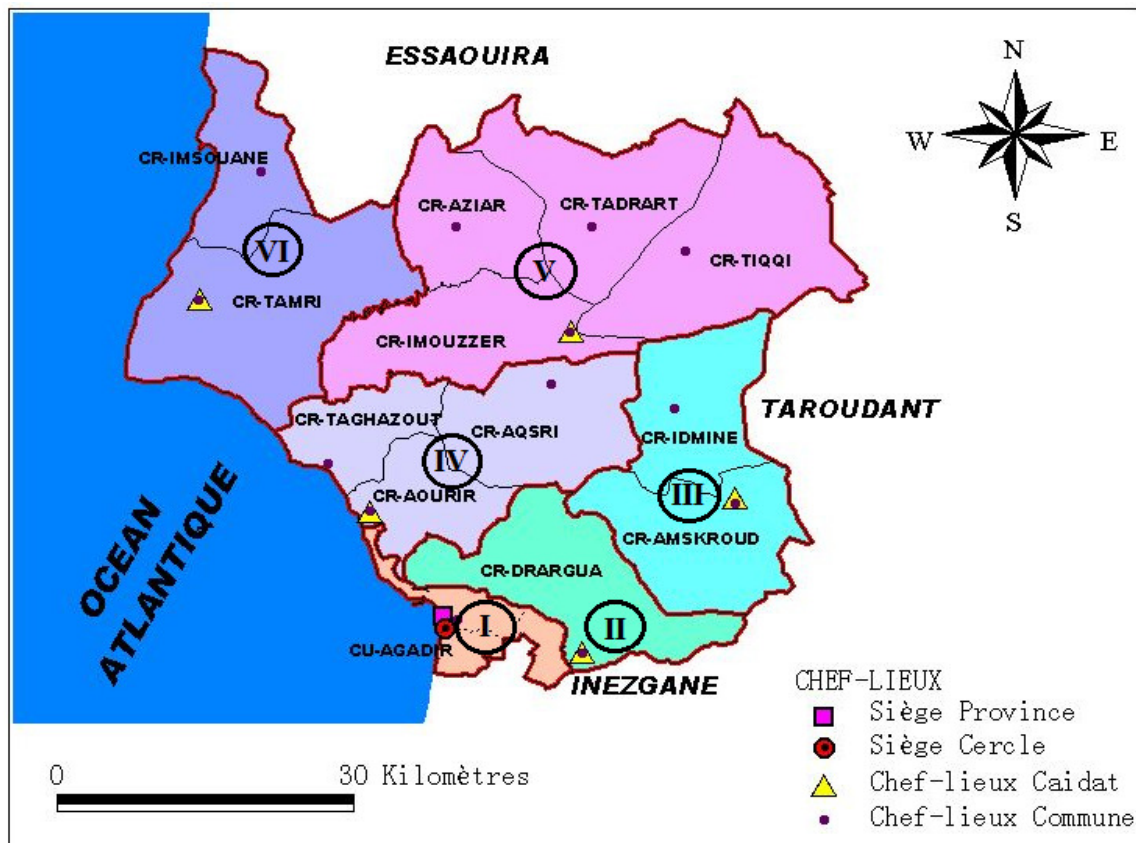 ESSAOUIRA
N
W
E
S
CR-IMSOUANE
CR-AZIAR
CR-TADRART
VI
V
CR-TIQQI
CR-TAMRI
CR-IMOUZZER
CR-TAGHAZOUT
CR-AQSRI
TAROUDANT
CR-IDMINE
IV
III
CR-AOURIR
CR-AMSKROUD
OCEAN
ATLANTIQUE
CR-DRARGUA
I
II
CU-AGADIR
INEZGANE
CHEF-LIEUX
Siège Province
Siège Cercle
Chef-lieux Caidat
Chef-lieux Commune
0 30 Kilomètres